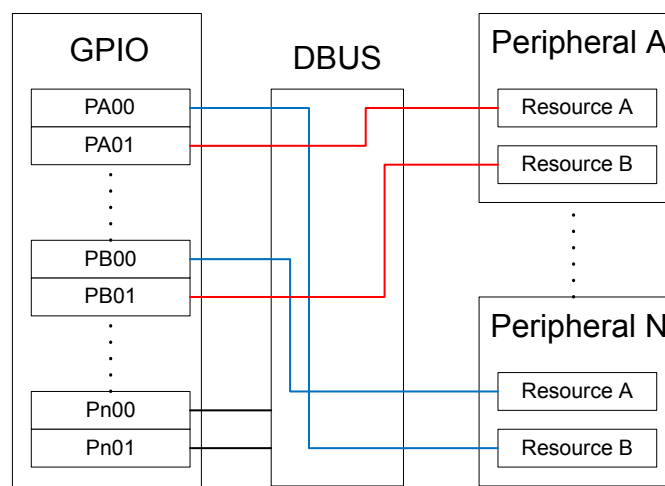 GPIO
PA00
PA01
PB00
PB01
Pn00
Pn01
DBUS
Peripheral A
Resource A
Resource B
Peripheral N
Resource A
Resource B